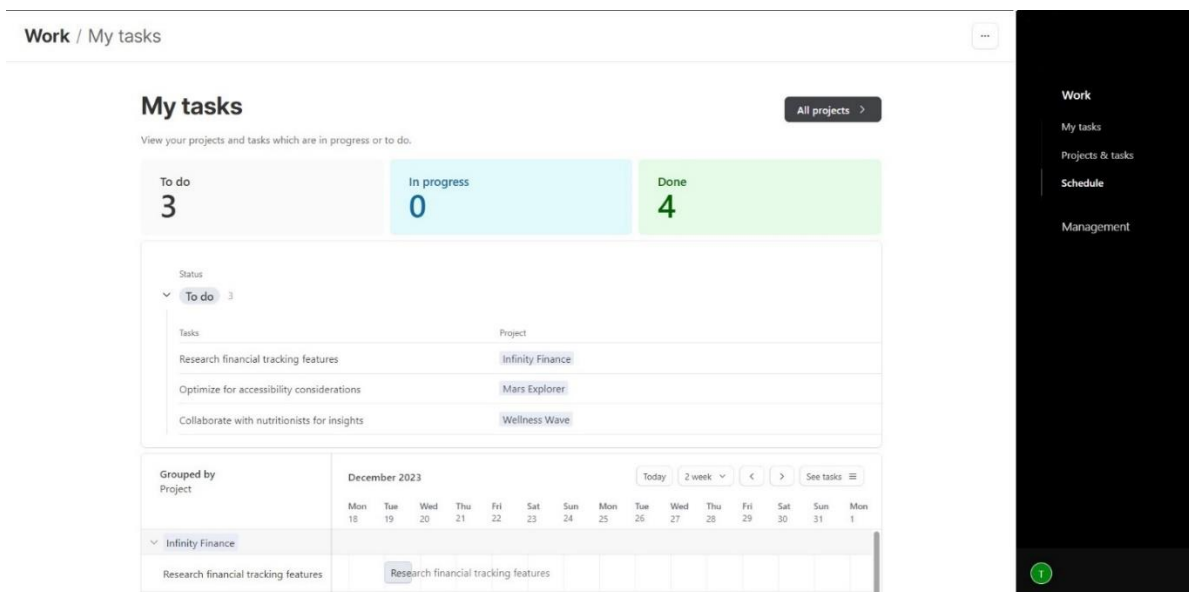 Work / My tasks
...
My tasks
All projects >
View your projects and tasks which are in progress or to do.
To do
3
In progress
0
Done
4
Status
To do 3
Tasks Project
Research financial tracking features Infinity Finance
Optimize for accessibility considerations Mars Explorer
Collaborate with nutritionists for insights Wellness Wave
Grouped by
Project
December 2023
Today 2 week < > See tasks
Mon Tue Wed Thu Fri Sat Sun Mon Tue Wed Thu Fri Sat Sun Mon
18 19 20 21 22 23 24 25 26 27 28 29 30 31 1
Infinity Finance
Research financial tracking features Research financial tracking features
Work
My tasks
Projects & tasks
Schedule
Management
T